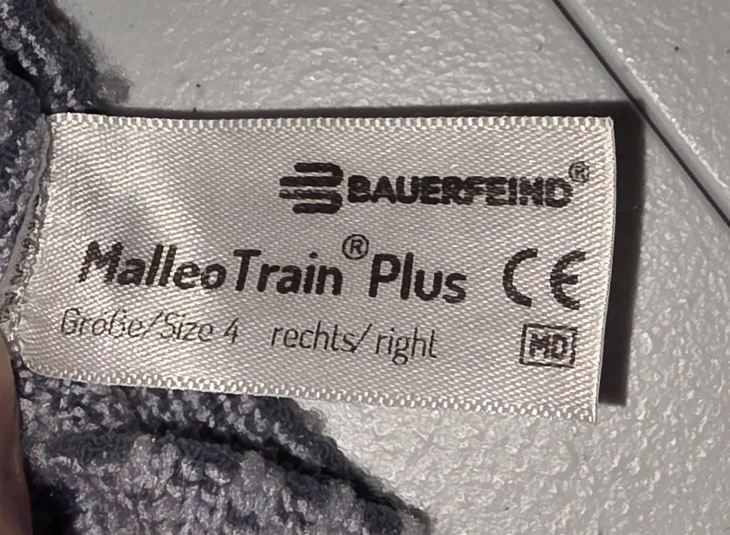 BAUERFEIND®
MalleoTrain® Plus CE
Größe/Size 4 rechts/right MD